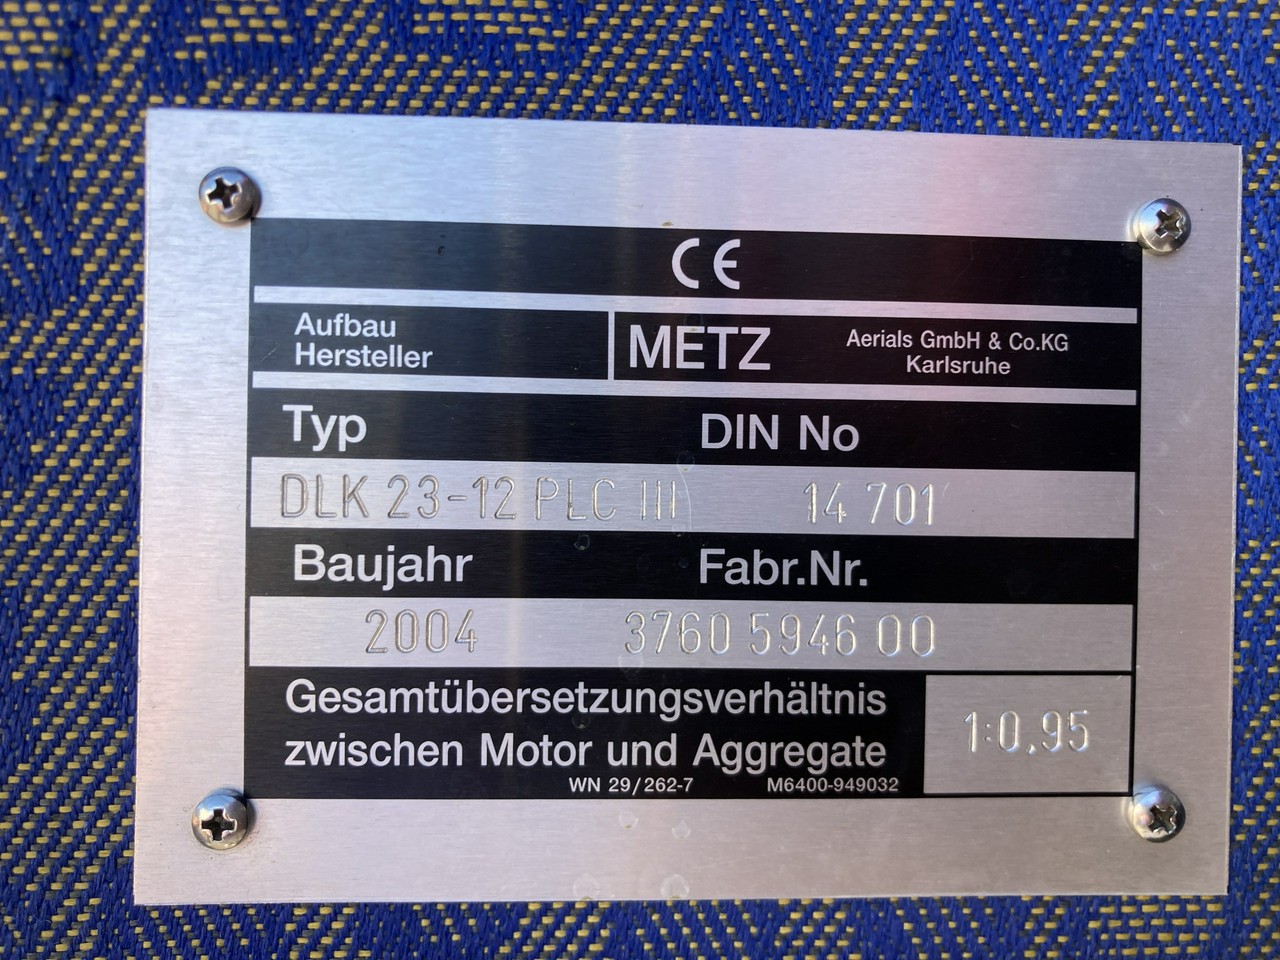 CE
Aufbau
Hersteller
METZ
Aerials GmbH & Co.KG
Karlsruhe
Typ DIN No
DLK 23-12 PLC III 14 701
Baujahr Fabr.Nr.
2004 3760 5946 00
Gesamtübersetzungsverhältnis
zwischen Motor und Aggregate
1:0,95
WN 29/262-7 M6400-949032